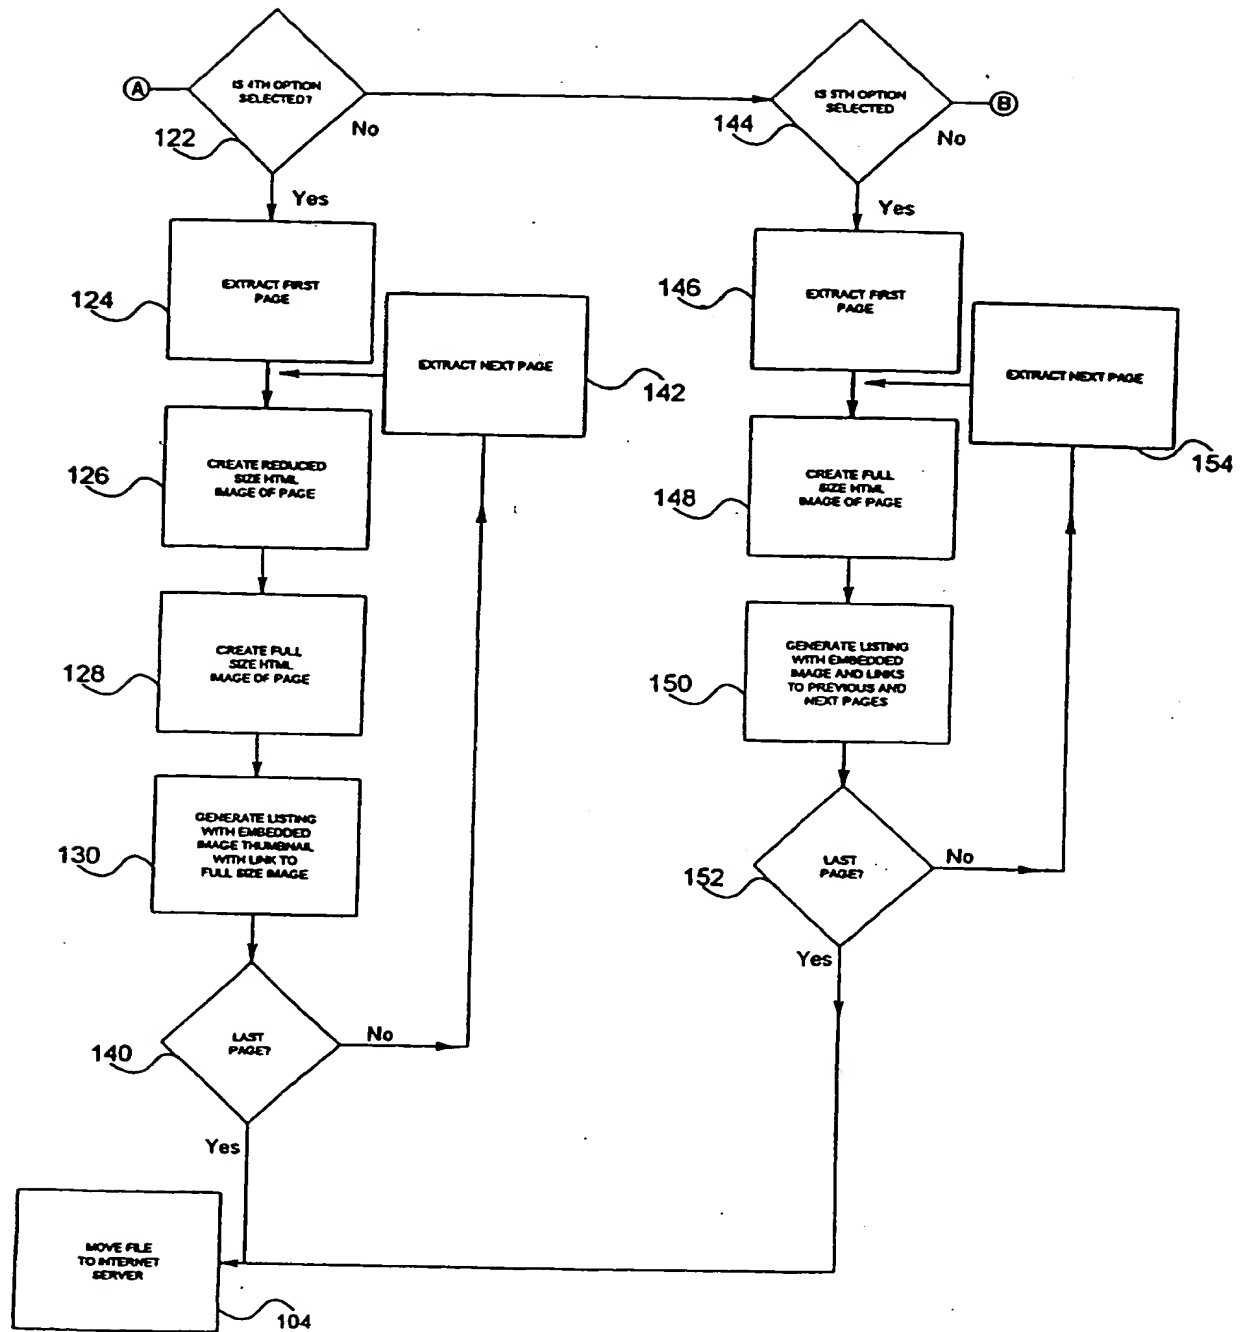 A
IS 4TH OPTION
SELECTED?
122
No
Yes
IS 5TH OPTION
SELECTED
144
B
No
Yes
124
EXTRACT FIRST
PAGE
EXTRACT NEXT PAGE
142
126
CREATE REDUCED
SIZE HTML
IMAGE OF PAGE
128
CREATE FULL
SIZE HTML
IMAGE OF PAGE
130
GENERATE LISTING
WITH EMBEDDED
IMAGE THUMBNAIL
WITH LINK TO
FULL SIZE IMAGE
140
LAST
PAGE?
No
Yes
146
EXTRACT FIRST
PAGE
EXTRACT NEXT PAGE
154
148
CREATE FULL
SIZE HTML
IMAGE OF PAGE
150
GENERATE LISTING
WITH EMBEDDED
IMAGE AND LINKS
TO PREVIOUS AND
NEXT PAGES
152
LAST
PAGE?
No
Yes
MOVE FILE
TO INTERNET
SERVER
104